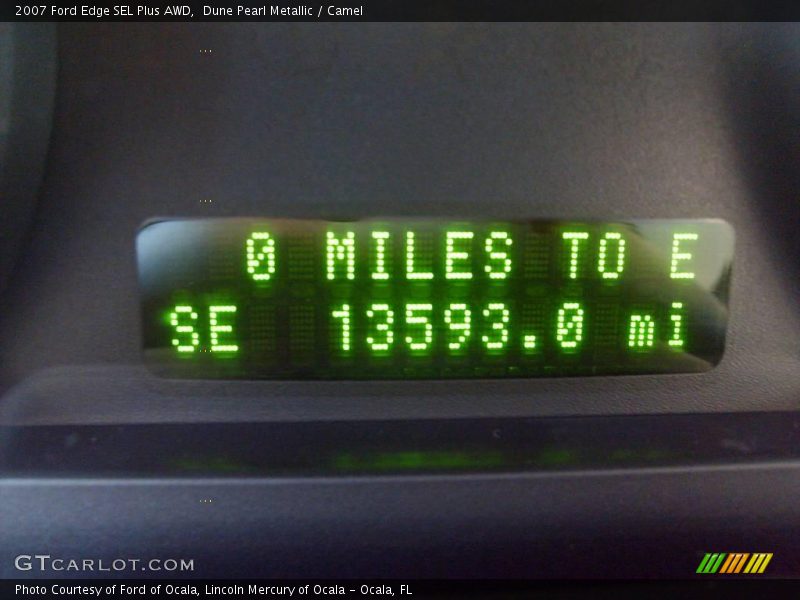 2007 Ford Edge SEL Plus AWD,  Dune Pearl Metallic / Camel
0 MILES TO E
SE 13593.0 mi
GTCARLOT.COM
Photo Courtesy of Ford of Ocala, Lincoln Mercury of Ocala - Ocala, FL